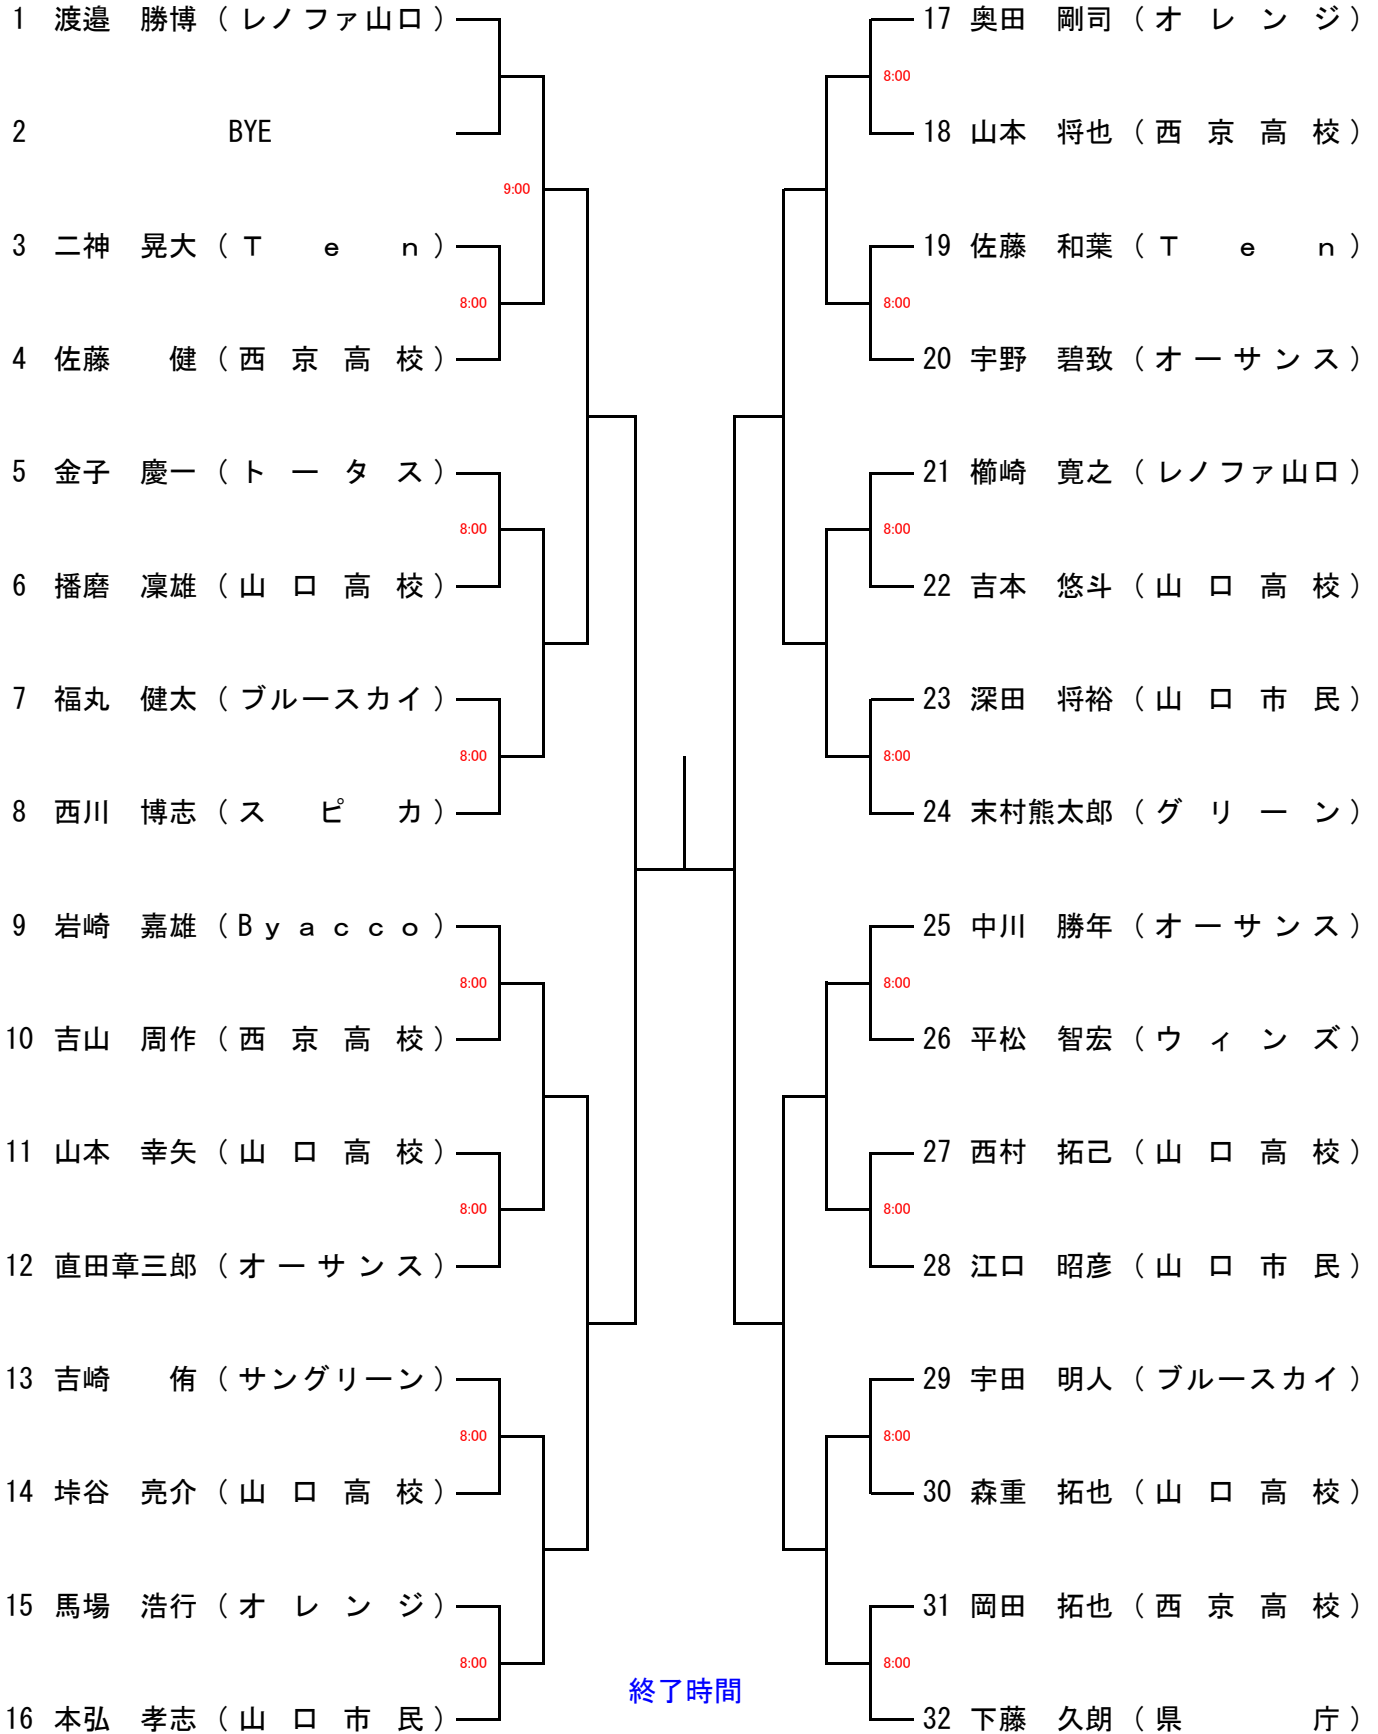 1 渡邉 勝博 ( レノファ山口 )
2 BYE
9:00
3 二神 晃大 ( Ｔ ｅ ｎ )
8:00
4 佐藤 健 ( 西 京 高 校 )
5 金子 慶一 ( ト ー タ ス )
8:00
6 播磨 凜雄 ( 山 口 高 校 )
7 福丸 健太 ( ブルースカイ )
8:00
8 西川 博志 ( ス ピ カ )
9 岩崎 嘉雄 ( Ｂ ｙ ａ ｃ ｃ ｏ )
8:00
10 吉山 周作 ( 西 京 高 校 )
11 山本 幸矢 ( 山 口 高 校 )
8:00
12 直田章三郎 ( オ ー サ ン ス )
13 吉崎 侑 ( サングリーン )
8:00
14 垰谷 亮介 ( 山 口 高 校 )
15 馬場 浩行 ( オ レ ン ジ )
8:00
16 本弘 孝志 ( 山 口 市 民 )
17 奥田 剛司 ( オ レ ン ジ )
8:00
18 山本 将也 ( 西 京 高 校 )
19 佐藤 和葉 ( Ｔ ｅ ｎ )
8:00
20 宇野 碧致 ( オ ー サ ン ス )
21 櫛崎 寛之 ( レノファ山口 )
8:00
22 吉本 悠斗 ( 山 口 高 校 )
23 深田 将裕 ( 山 口 市 民 )
8:00
24 末村熊太郎 ( グ リ ー ン )
25 中川 勝年 ( オ ー サ ン ス )
8:00
26 平松 智宏 ( ウ ィ ン ズ )
27 西村 拓己 ( 山 口 高 校 )
8:00
28 江口 昭彦 ( 山 口 市 民 )
29 宇田 明人 ( ブルースカイ )
8:00
30 森重 拓也 ( 山 口 高 校 )
31 岡田 拓也 ( 西 京 高 校 )
8:00
32 下藤 久朗 ( 県 庁 )
終了時間